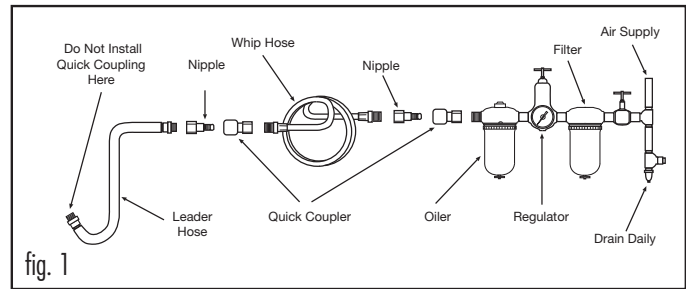 Do Not Install
Quick Coupling
Here
Nipple
Whip Hose
Nipple
Filter
Air Supply
Leader
Hose
Quick Coupler
Oiler
Regulator
Drain Daily
fig. 1